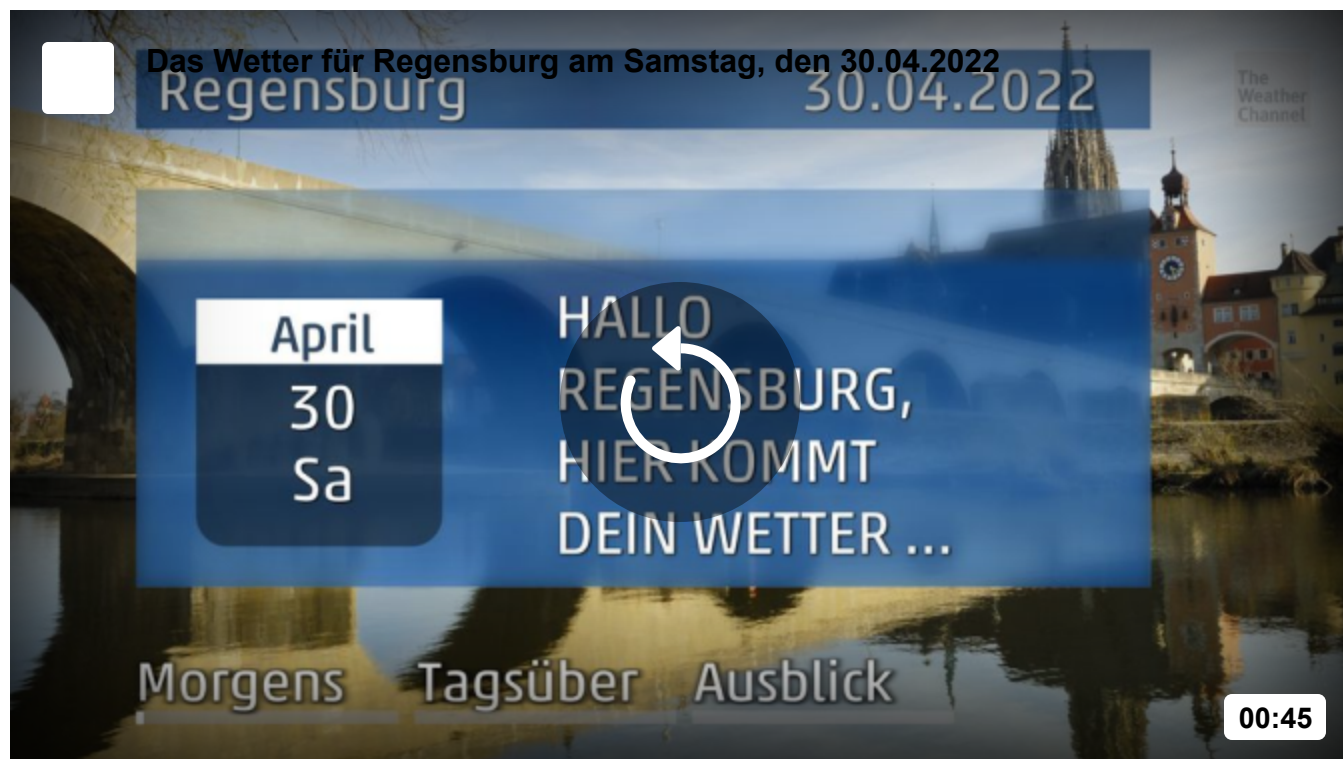 Das Wetter für Regensburg am Samstag, den 30.04.2022
Regensburg 30.04.2022
The
Weather
Channel
April
30
Sa
HALLO
REGENSBURG,
HIER KOMMT
DEIN WETTER ...
Morgens Tagsüber Ausblick
00:45